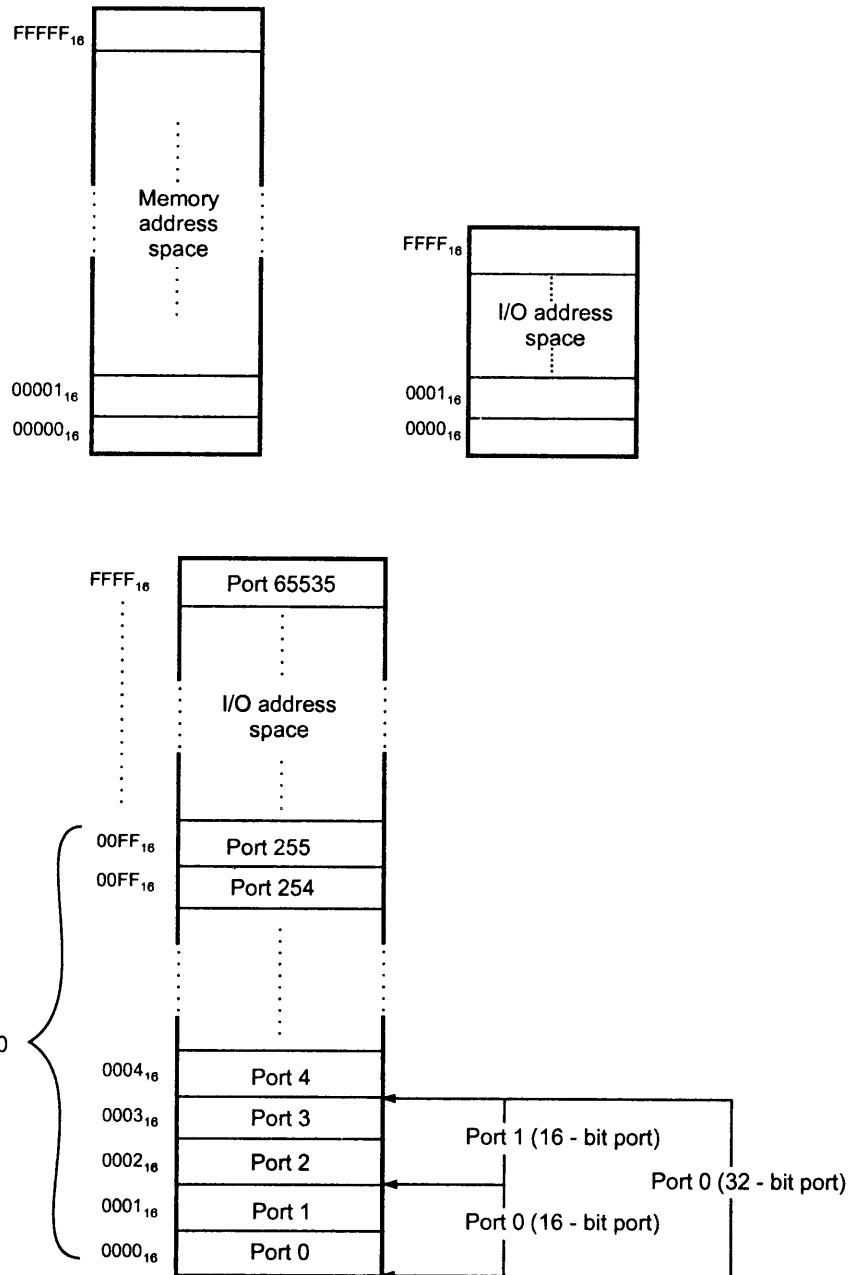 FFFFF₁₆
Memory
address
space
00001₁₆
00000₁₆
FFFF₁₆
I/O address
space
0001₁₆
0000₁₆
FFFF₁₆
Port 65535
I/O address
space
00FF₁₆
Port 255
00FF₁₆
Port 254
0
0004₁₆
Port 4
0003₁₆
Port 3
Port 1 (16 - bit port)
0002₁₆
Port 2
Port 0 (32 - bit port)
0001₁₆
Port 1
Port 0 (16 - bit port)
0000₁₆
Port 0